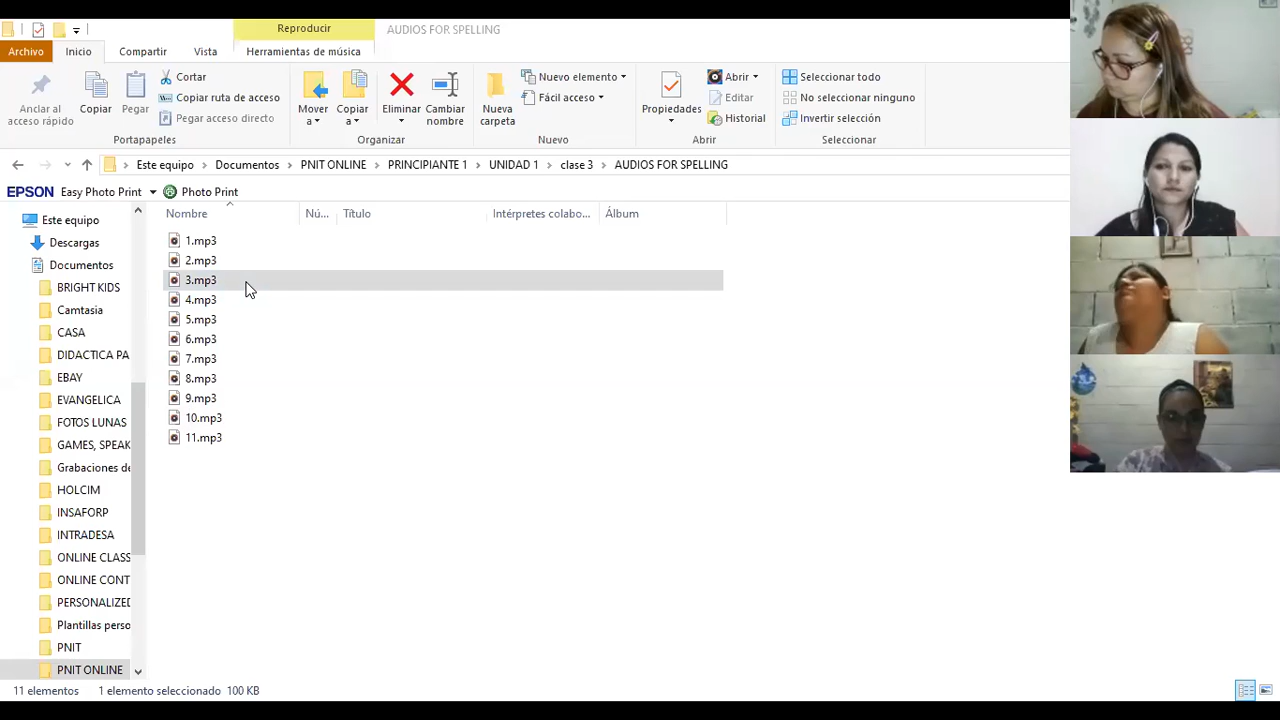 Reproducir AUDIOS FOR SPELLING
Archivo Inicio Compartir Vista Herramientas de música
Anclar al acceso rápido
Copiar
Pegar
Cortar
Copiar ruta de acceso
Pegar acceso directo
Portapapeles
Mover a
Copiar a
Eliminar
Cambiar nombre
Organizar
Nueva carpeta
Nuevo elemento
Fácil acceso
Nuevo
Propiedades
Abrir
Editar
Historial
Abrir
Seleccionar todo
No seleccionar ninguno
Invertir selección
Seleccionar
Este equipo > Documentos > PNIT ONLINE > PRINCIPIANTE 1 > UNIDAD 1 > clase 3 > AUDIOS FOR SPELLING
EPSON Easy Photo Print Photo Print
Este equipo
Descargas
Documentos
BRIGHT KIDS
Camtasia
CASA
DIDACTICA PA
EBAY
EVANGELICA
FOTOS LUNAS
GAMES, SPEAK
Grabaciones de
HOLCIM
INSAFORP
INTRADESA
ONLINE CLASS
ONLINE CONT
PERSONALIZED
Plantillas perso
PNIT
PNIT ONLINE
Nombre Nú... Título Intérpretes colabo... Álbum
1.mp3
2.mp3
3.mp3
4.mp3
5.mp3
6.mp3
7.mp3
8.mp3
9.mp3
10.mp3
11.mp3
11 elementos 1 elemento seleccionado 100 KB